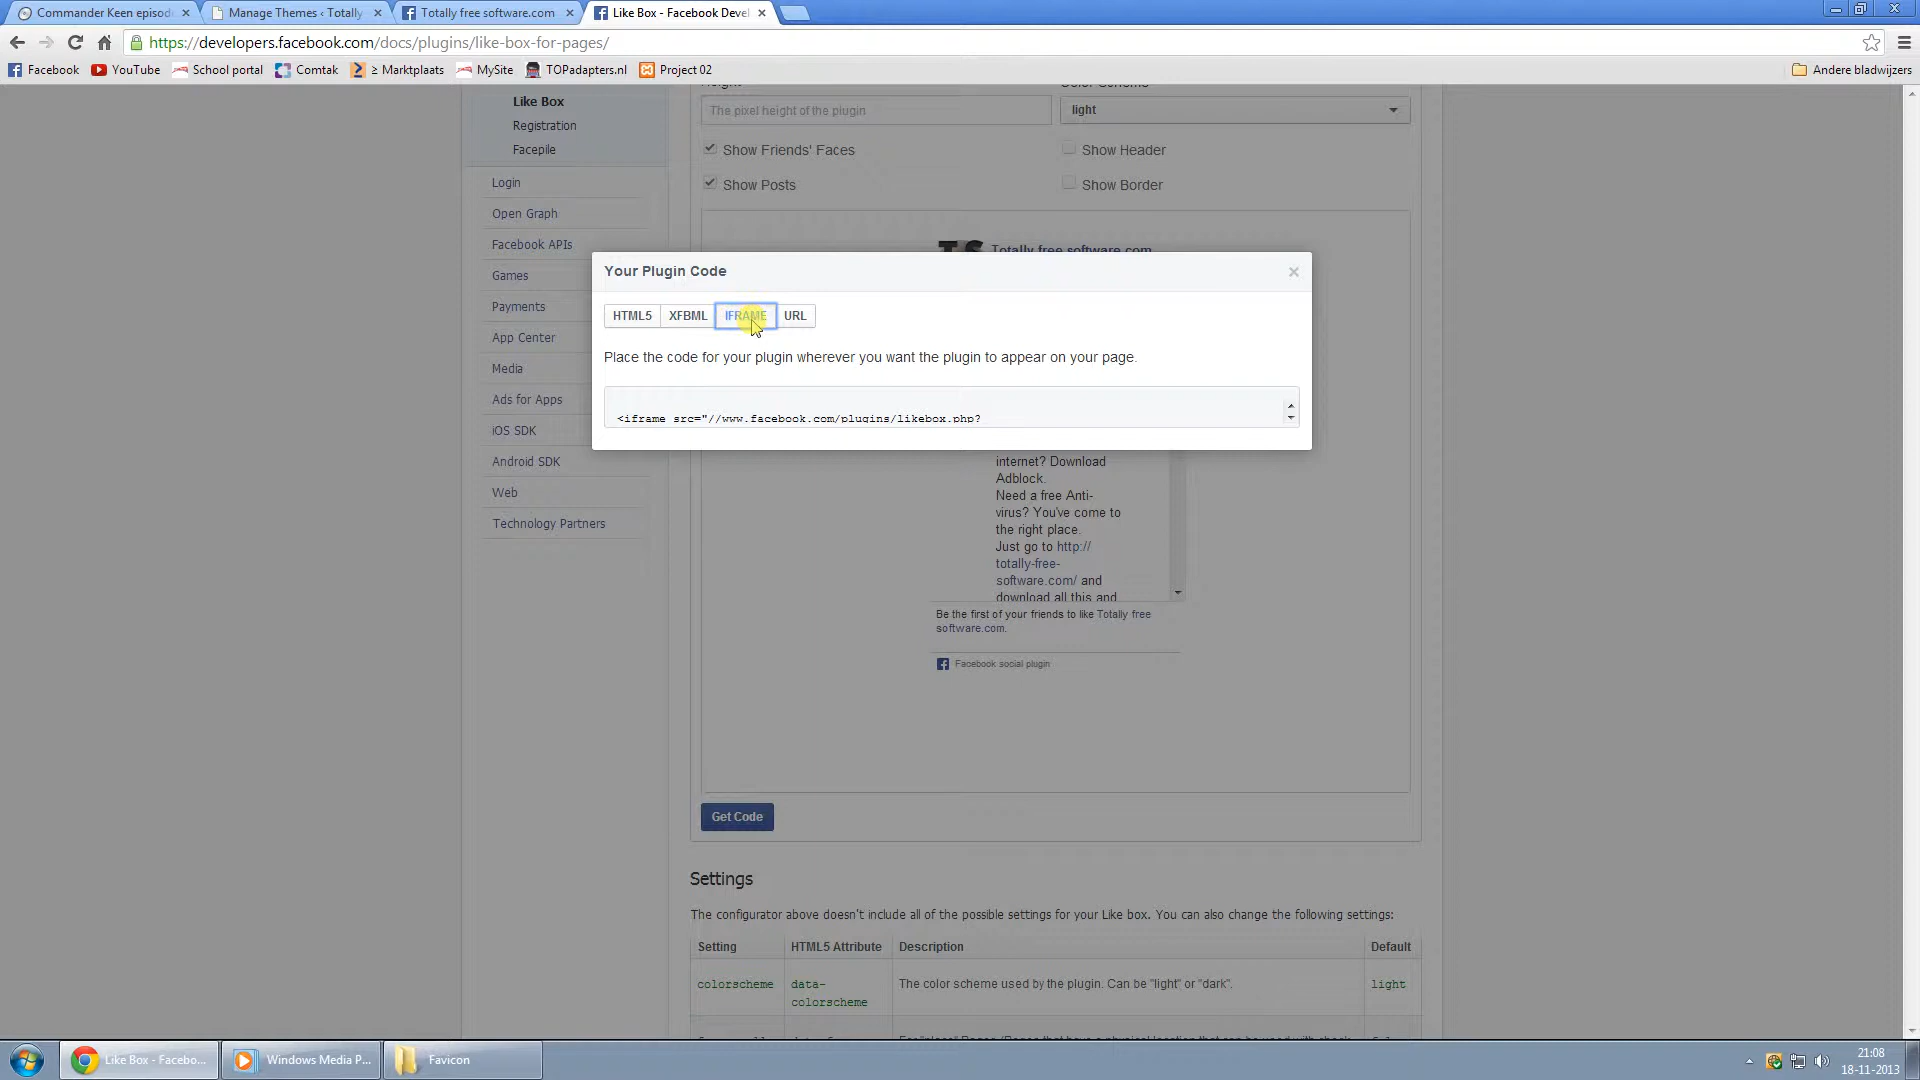 Commander Keen episod
Manage Themes ‹ Totally
Totally free software.com
Like Box - Facebook Devel
https://developers.facebook.com/docs/plugins/like-box-for-pages/
Facebook
YouTube
School portal
Comtak
≥ Marktplaats
MySite
TOPadapters.nl
Project 02
Andere bladwijzers
Like Box
Registration
Facepile
Login
Open Graph
Facebook APIs
Games
Payments
App Center
Media
Ads for Apps
iOS SDK
Android SDK
Web
Technology Partners
The pixel height of the plugin
light
Show Friends' Faces
Show Header
Show Posts
Show Border
Totally free software.com
Your Plugin Code
HTML5 XFBML IFRAME URL
Place the code for your plugin wherever you want the plugin to appear on your page.
<iframe src="//www.facebook.com/plugins/likebox.php?
internet? Download
Adblock.
Need a free Anti-
virus? You've come to
the right place.
Just go to http://
totally-free-
software.com/ and
download all this and
Be the first of your friends to like Totally free
software.com.
Facebook social plugin
Get Code
Settings
The configurator above doesn't include all of the possible settings for your Like box. You can also change the following settings:
Setting HTML5 Attribute Description Default
colorscheme data- The color scheme used by the plugin. Can be "light" or "dark". light
colorscheme
Like Box - Facebo...
Windows Media P...
Favicon
21:08
18-11-2013